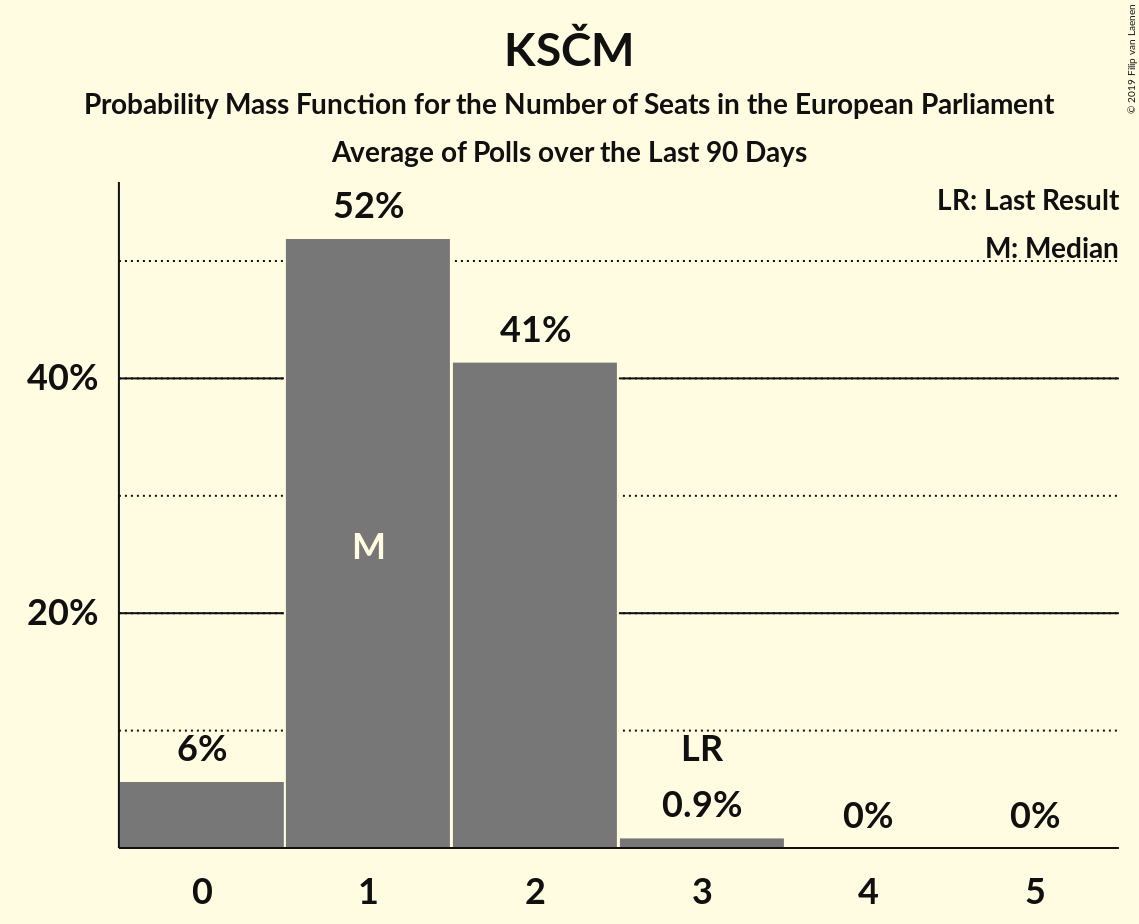 KSČM
Probability Mass Function for the Number of Seats in the European Parliament
Average of Polls over the Last 90 Days
© 2019 Filip van Laenen
LR: Last Result
M: Median
52%
41%
40%
M
20%
6%
LR
0.9%
0%
0%
0 1 2 3 4 5